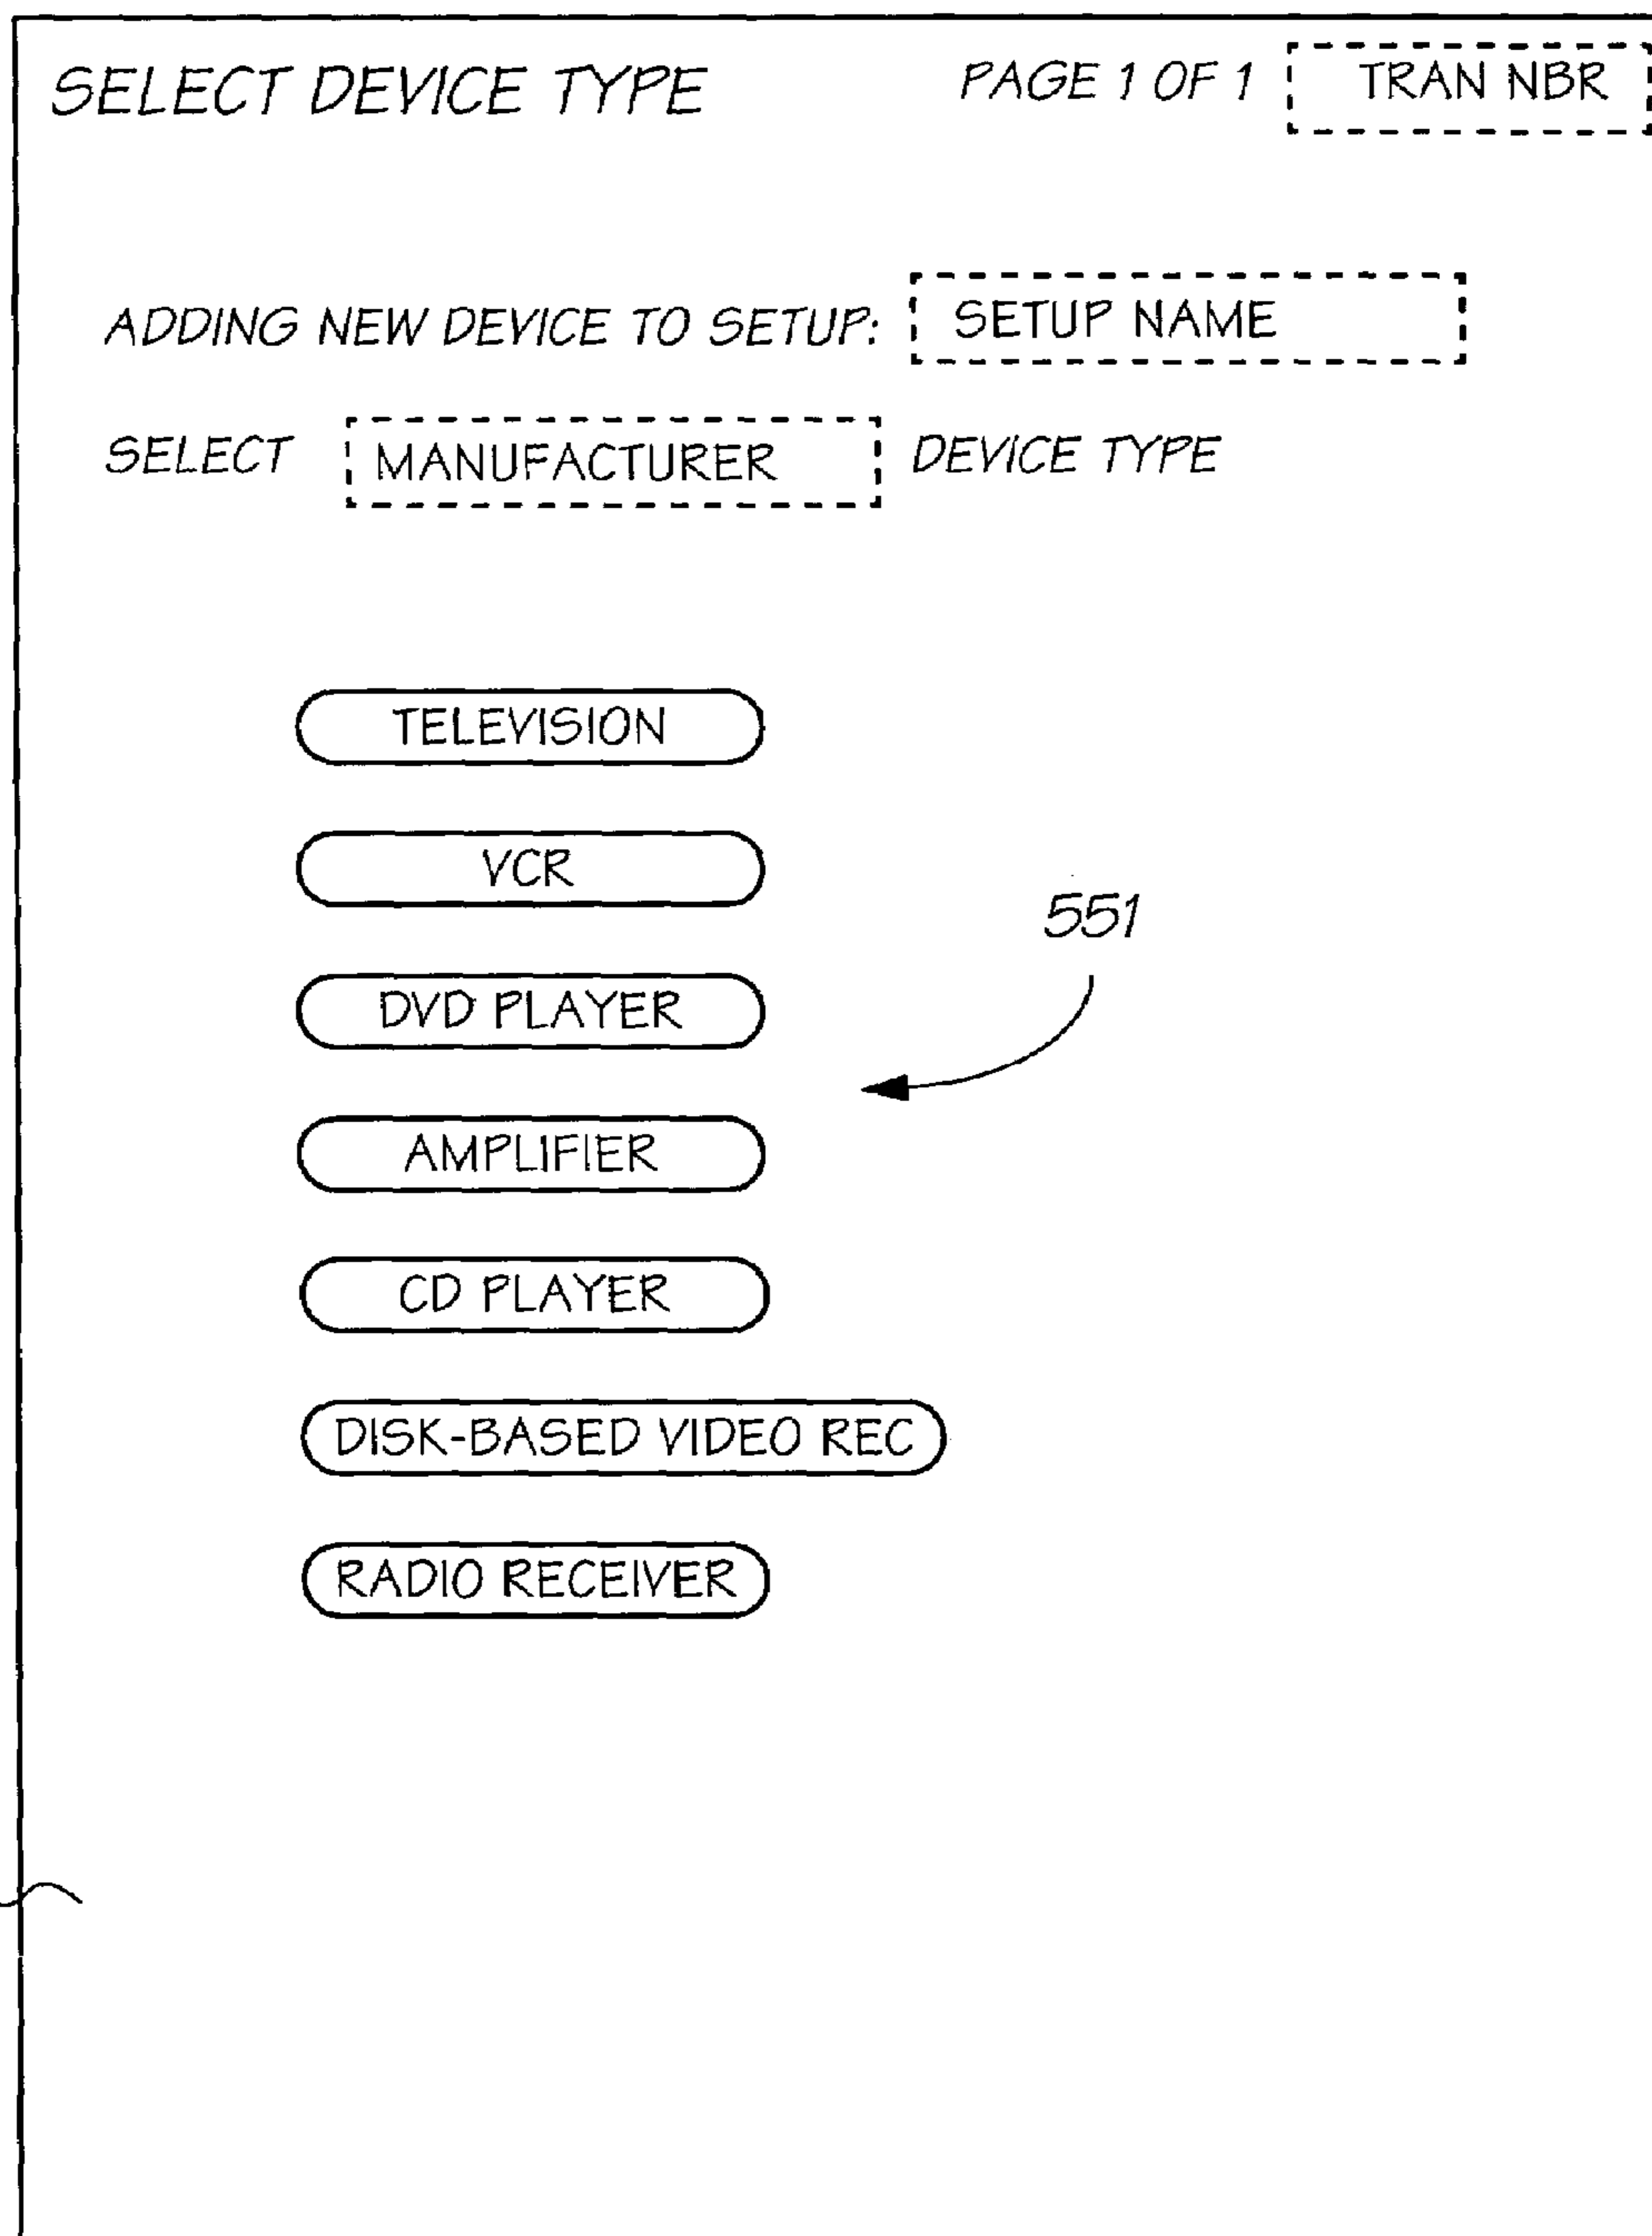 SELECT DEVICE TYPE PAGE 1 OF 1 TRAN NBR
ADDING NEW DEVICE TO SETUP: SETUP NAME
SELECT MANUFACTURER DEVICE TYPE
TELEVISION
VCR
551
DVD PLAYER
AMPLIFIER
CD PLAYER
DISK-BASED VIDEO REC
RADIO RECEIVER